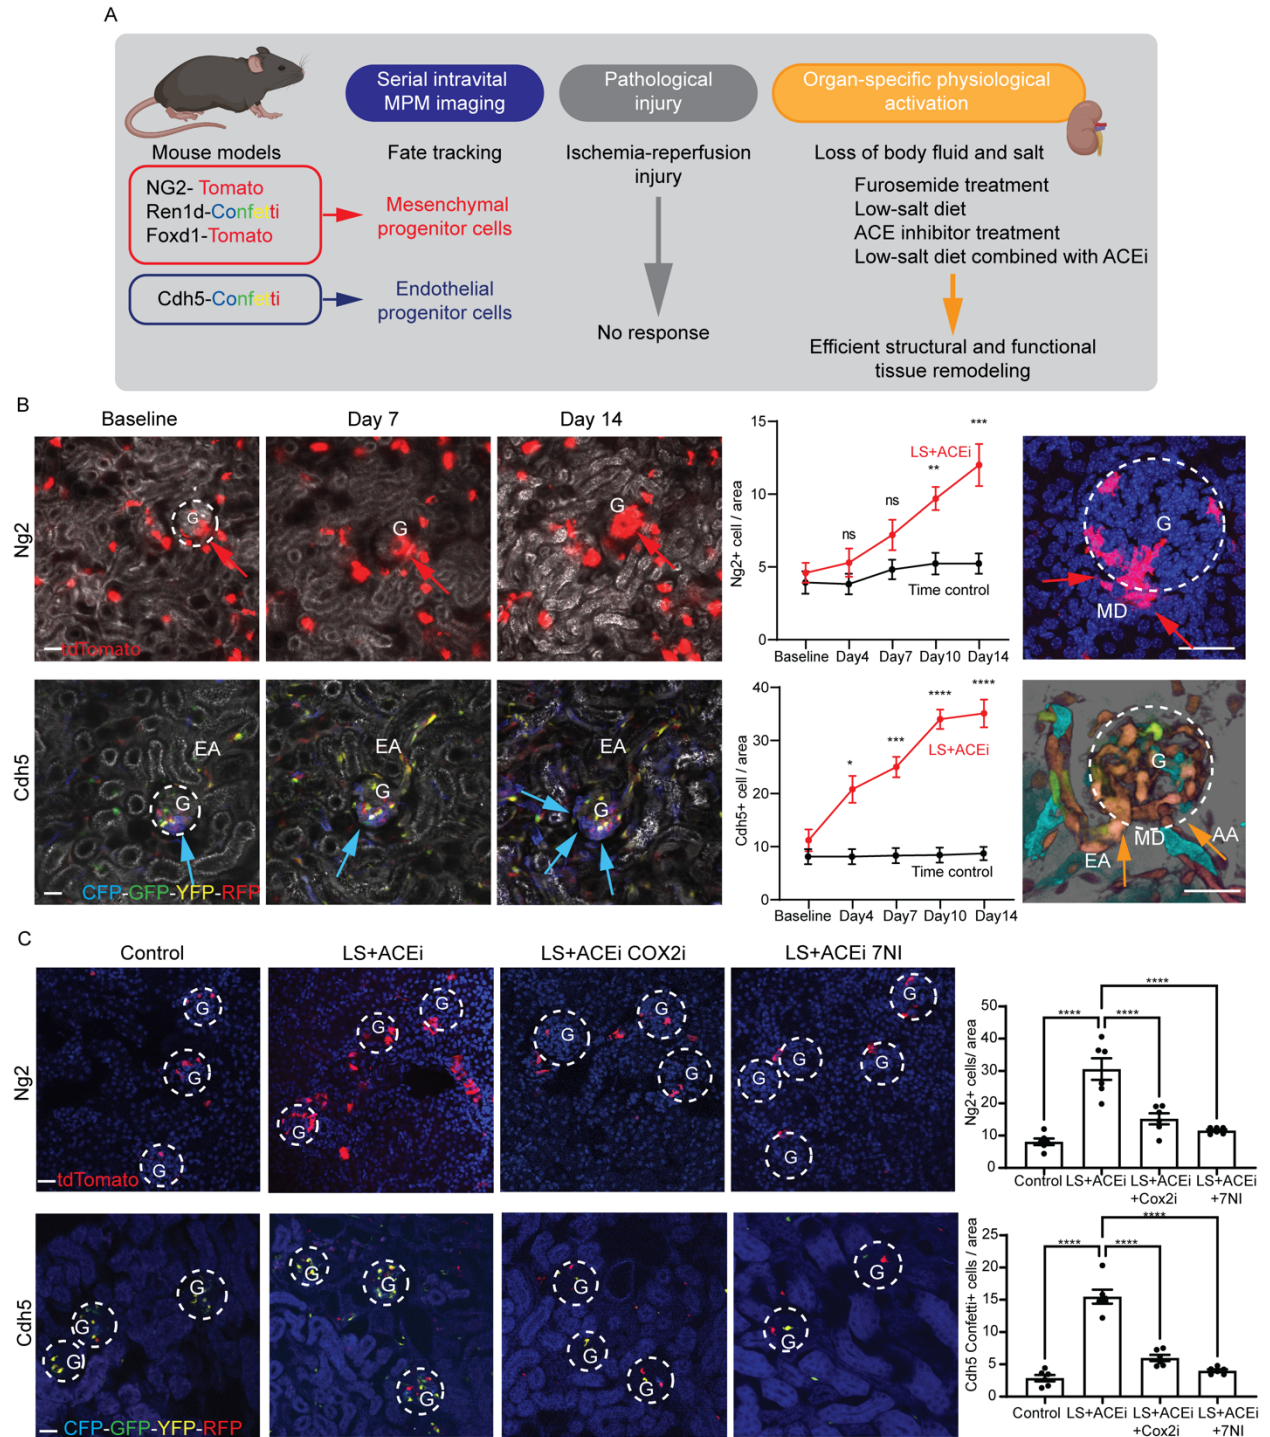 A
Serial intravital
MPM imaging
Pathological
injury
Organ-specific physiological
activation
Mouse models
Fate tracking
Ischemia-reperfusion
injury
Loss of body fluid and salt
NG2- Tomato
Ren1d-Confetti
Foxd1-Tomato
Mesenchymal
progenitor cells
Furosemide treatment
Low-salt diet
ACE inhibitor treatment
Low-salt diet combined with ACEi
Cdh5-Confetti
Endothelial
progenitor cells
No response
Efficient structural and functional
tissue remodeling
B
Baseline
Day 7
Day 14
Ng2
G
tdTomato
G
G
Ng2+ cell / area
15
10
5
0
LS+ACEi
ns
ns
**
***
Time control
Baseline
Day4
Day7
Day10
Day14
G
MD
Cdh5
EA
G
CFP-GFP-YFP-RFP
EA
G
EA
G
Cdh5+ cell / area
40
30
20
10
0
*
***
****
****
LS+ACEi
Time control
Baseline
Day4
Day7
Day10
Day14
G
AA
MD
EA
C
Control
LS+ACEi
LS+ACEi COX2i
LS+ACEi 7NI
Ng2
G
G
G
tdTomato
G
G
G
G
G
G
G
G
G
G
G
Ng2+ cells/ area
50
40
30
20
10
0
****
****
****
Control
LS+ACEi
LS+ACEi
+Cox2i
LS+ACEi
+7NI
Cdh5
G
G
G
CFP-GFP-YFP-RFP
G
G
G
G
G
G
G
G
Cdh5 Confetti+ cells / area
25
20
15
10
5
0
****
****
****
Control
LS+ACEi
LS+ACEi
+Cox2i
LS+ACEi
+7NI